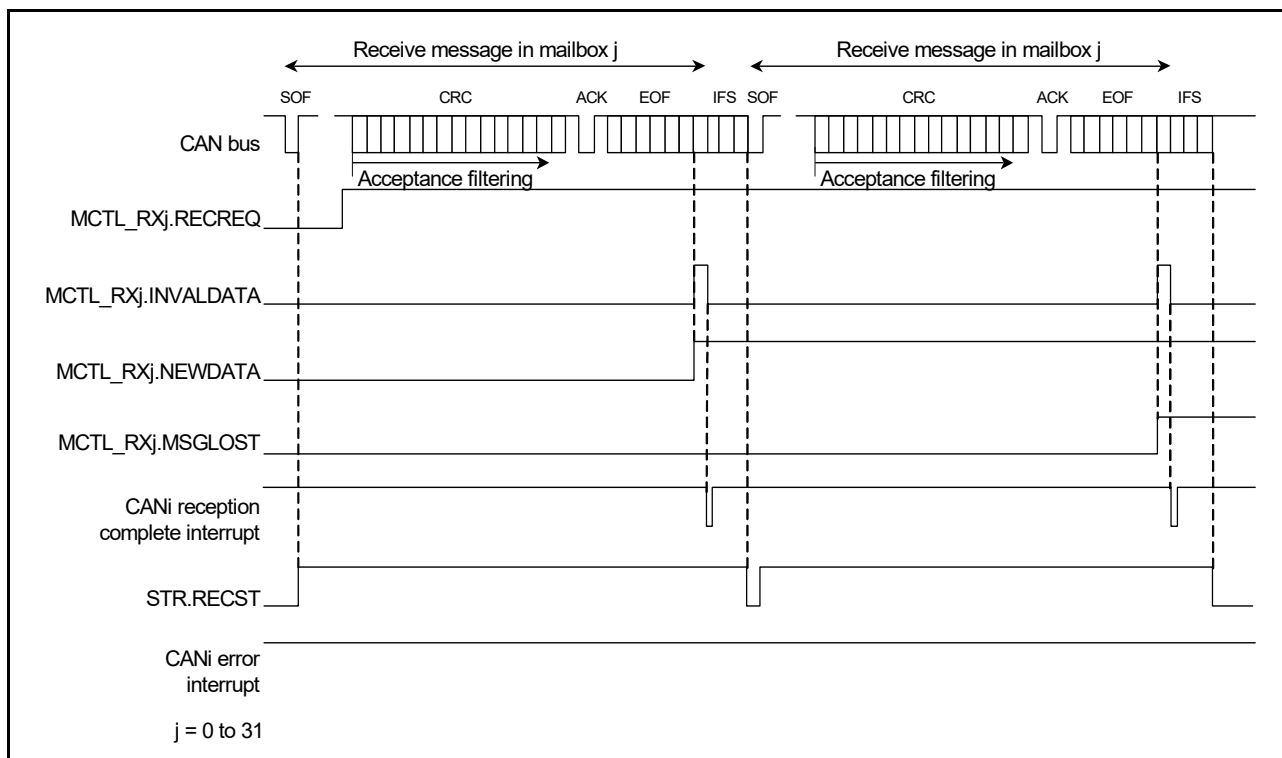 Receive message in mailbox j Receive message in mailbox j
SOF CRC ACK EOF IFS SOF CRC ACK EOF IFS
CAN bus
Acceptance filtering Acceptance filtering
MCTL_RXj.RECREQ
MCTL_RXj.INVALDATA
MCTL_RXj.NEWDATA
MCTL_RXj.MSGLOST
CANi reception
complete interrupt
STR.RECST
CANi error
interrupt
j = 0 to 31